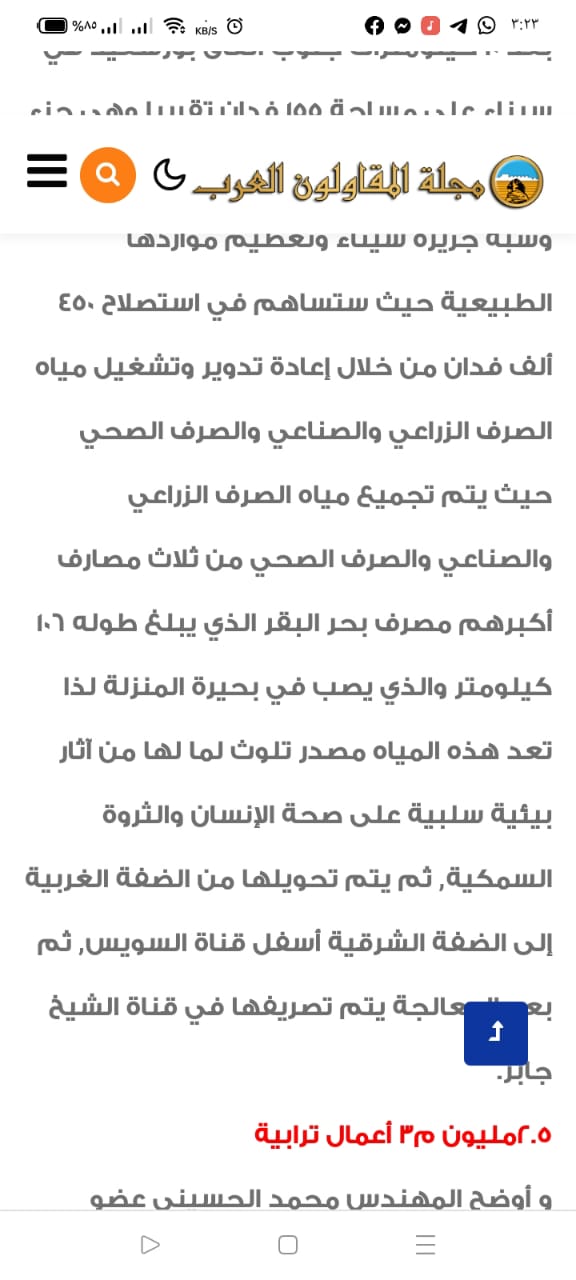 %٨٥ KB/S ٣:٢٣
سيناء على مساحة ١٥٥ فدان تقريبا وهي جزء
مجلة المقاولون العرب
وشبه جزيرة سيناء وتعظيم مواردها
الطبيعية حيث ستساهم في استصلاح ٤٥٠
ألف فدان من خلال إعادة تدوير وتشغيل مياه
الصرف الزراعي والصناعي والصرف الصحي
حيث يتم تجميع مياه الصرف الزراعي
والصناعي والصرف الصحي من ثلاث مصارف
أكبرهم مصرف بحر البقر الذي يبلغ طوله ١٠٦
كيلومتر والذي يصب في بحيرة المنزلة لذا
تعد هذه المياه مصدر تلوث لما لها من آثار
بيئية سلبية على صحة الإنسان والثروة
السمكية, ثم يتم تحويلها من الضفة الغربية
إلى الضفة الشرقية أسفل قناة السويس, ثم
بعد المعالجة يتم تصريفها في قناة الشيخ
جابر.
٢.٥مليون م٣ أعمال ترابية
و أوضح المهندس محمد الحسيني عضو